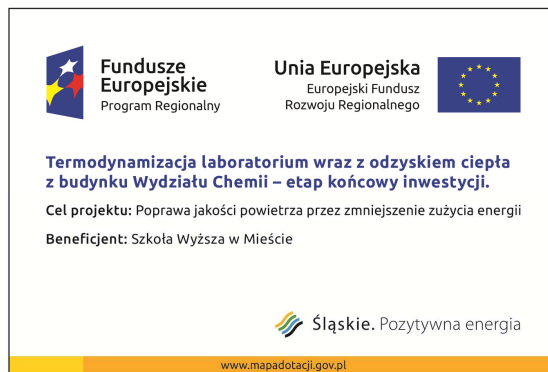 Fundusze
Europejskie
Program Regionalny
Unia Europejska
Europejski Fundusz
Rozwoju Regionalnego
Termodynamizacja laboratorium wraz z odzyskiem ciepła
z budynku Wydziału Chemii – etap końcowy inwestycji.
Cel projektu: Poprawa jakości powietrza przez zmniejszenie zużycia energii
Beneficjent: Szkoła Wyższa w Mieście
Śląskie. Pozytywna energia
www.mapadotacji.gov.pl